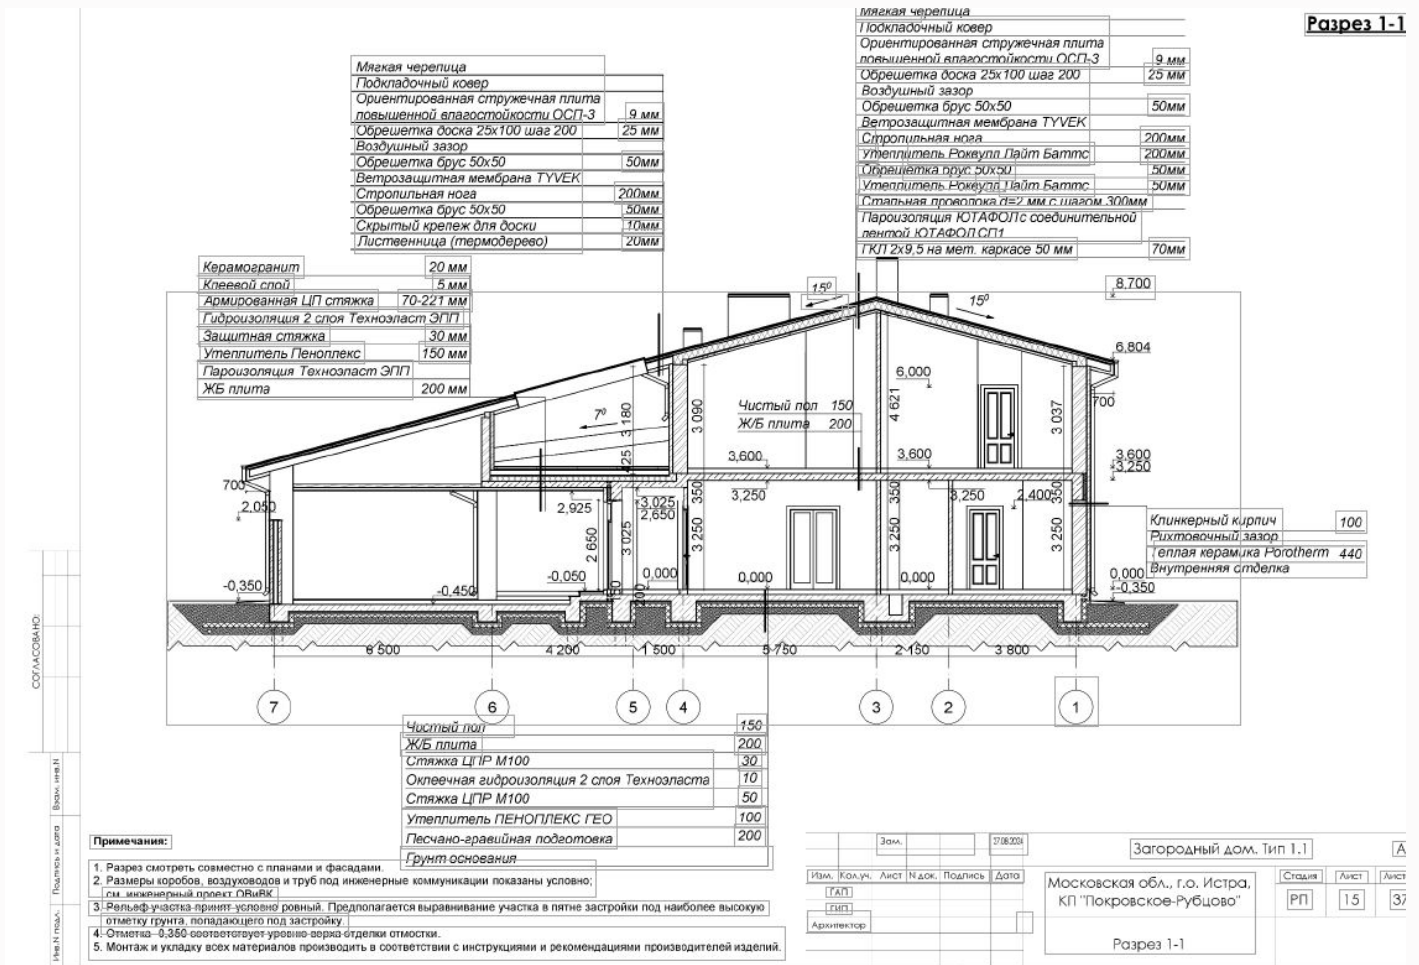 Разрез 1-1
Мягкая черепица
Подкладочный ковер
Ориентированная стружечная плита
повышенной влагостойкости ОСП-3 9 мм
Обрешетка доска 25х100 шаг 200 25 мм
Воздушный зазор
Обрешетка брус 50х50 50мм
Ветрозащитная мембрана TYVEK
Стропильная нога 200мм
Обрешетка брус 50х50 50мм
Скрытый крепеж для доски 10мм
Лиственница (термодерево) 20мм
Мягкая черепица
Подкладочный ковер
Ориентированная стружечная плита
повышенной влагостойкости ОСП-3 9 мм
Обрешетка доска 25х100 шаг 200 25 мм
Воздушный зазор
Обрешетка брус 50х50 50мм
Ветрозащитная мембрана TYVEK
Стропильная нога 200мм
Утеплитель Роквулл Лайт Баттс 200мм
Обрешетка брус 50х50 50мм
Утеплитель Роквулл Лайт Баттс 50мм
Стальная проволока d=2 мм с шагом 300мм
Пароизоляция ЮТАФОЛ с соединительной
лентой ЮТАФОЛ СП1
ГКЛ 2х9,5 на мет. каркасе 50 мм 70мм
Керамогранит 20 мм
Клеевой слой 5 мм
Армированная ЦП стяжка 70-221 мм
Гидроизоляция 2 слоя Техноэласт ЭПП
Защитная стяжка 30 мм
Утеплитель Пеноплекс 150 мм
Пароизоляция Техноэласт ЭПП
ЖБ плита 200 мм
15⁰
15⁰
8,700
6,804
6,000
700
7⁰
3 180
425
3 090
4 621
3 037
Чистый пол 150
Ж/Б плита 200
3,600
3,600
3,600
3,250
700
2,050
2,925
3,025
2,650
350
3,250
350
3,250
2,400
350
2 650
3 025
3 250
3 250
3 250
Клинкерный кирпич 100
Рихтовочный зазор
Теплая керамика Porotherm 440
Внутренняя отделка
-0,350
-0,450
-0,050
0,000
0,000
0,000
0,000
-0,350
200
6 500
4 200
1 500
5 750
2 150
3 800
7
6
5
4
3
2
1
Чистый пол 150
Ж/Б плита 200
Стяжка ЦПР М100 30
Оклеечная гидроизоляция 2 слоя Техноэласта 10
Стяжка ЦПР М100 50
Утеплитель ПЕНОПЛЕКС ГЕО 100
Песчано-гравийная подготовка 200
Грунт основания
СОГЛАСОВАНО:
Взам. инв.N
Подпись и дата
Инв.N подл.
Примечания:
1. Разрез смотреть совместно с планами и фасадами.
2. Размеры коробов, воздуховодов и труб под инженерные коммуникации показаны условно;
см. инженерный проект ОВиВК
3. Рельеф участка принят условно ровный. Предполагается выравнивание участка в пятне застройки под наиболее высокую
отметку грунта, попадающего под застройку.
4. Отметка -0,350 соответствует уровню верха отделки отмостки.
5. Монтаж и укладку всех материалов производить в соответствии с инструкциями и рекомендациями производителей изделий.
Зам. 27.08.2024
Изм. Кол.уч. Лист N док. Подпись Дата
ГАП
ГИП
Архитектор
Загородный дом. Тип 1.1
Московская обл., г.о. Истра,
КП "Покровское-Рубцово"
Стадия Лист Лист
РП 15 37
Разрез 1-1